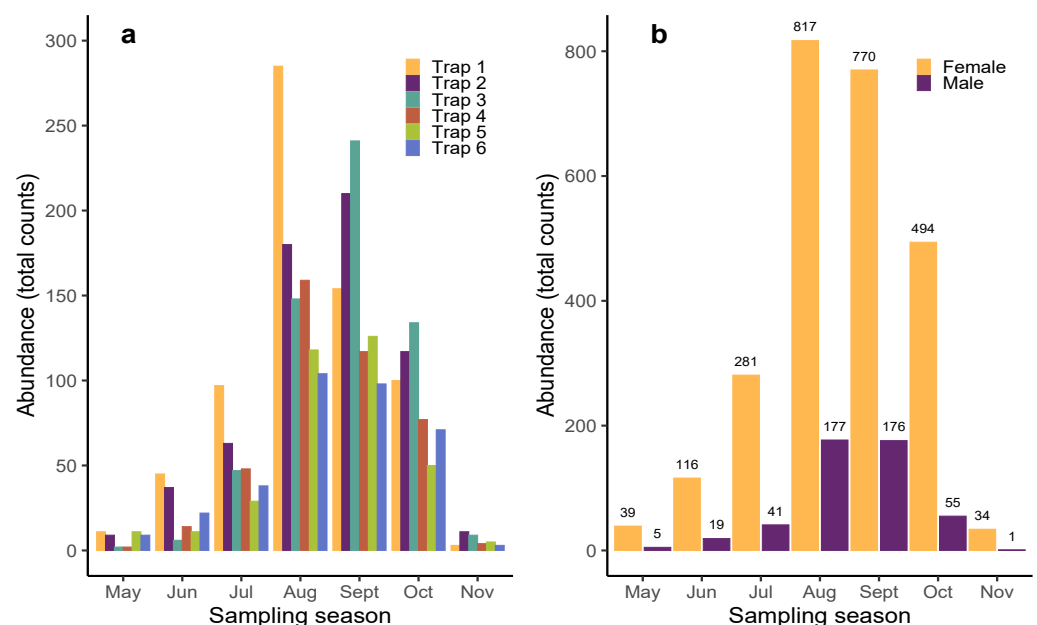 a
300
250
200
150
100
50
0
Abundance (total counts)
Trap 1
Trap 2
Trap 3
Trap 4
Trap 5
Trap 6
May Jun Jul Aug Sept Oct Nov
Sampling season
b
800
600
400
200
0
Abundance (total counts)
Female
Male
39 5 116 19 281 41 817 177 770 176 494 55 34 1
May Jun Jul Aug Sept Oct Nov
Sampling season